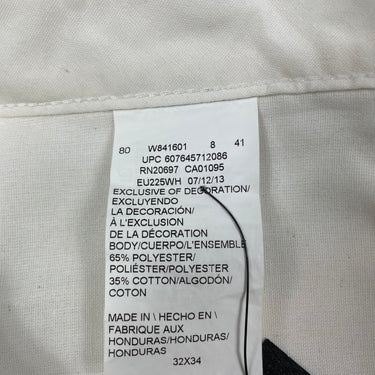 80 W841601 8 41
UPC 607645712086
RN20697 CA01095
EU225WH 07/12/13
EXCLUSIVE OF DECORATION/
EXCLUYENDO
LA DECORACIÓN/
À L'EXCLUSION
DE LA DÉCORATION
BODY/CUERPO/L'ENSEMBLE
65% POLYESTER/
POLIÉSTER/POLYESTER
35% COTTON/ALGODÓN/
COTON
MADE IN \ HECHO EN \
FABRIQUE AUX
HONDURAS/HONDURAS/
HONDURAS
32X34